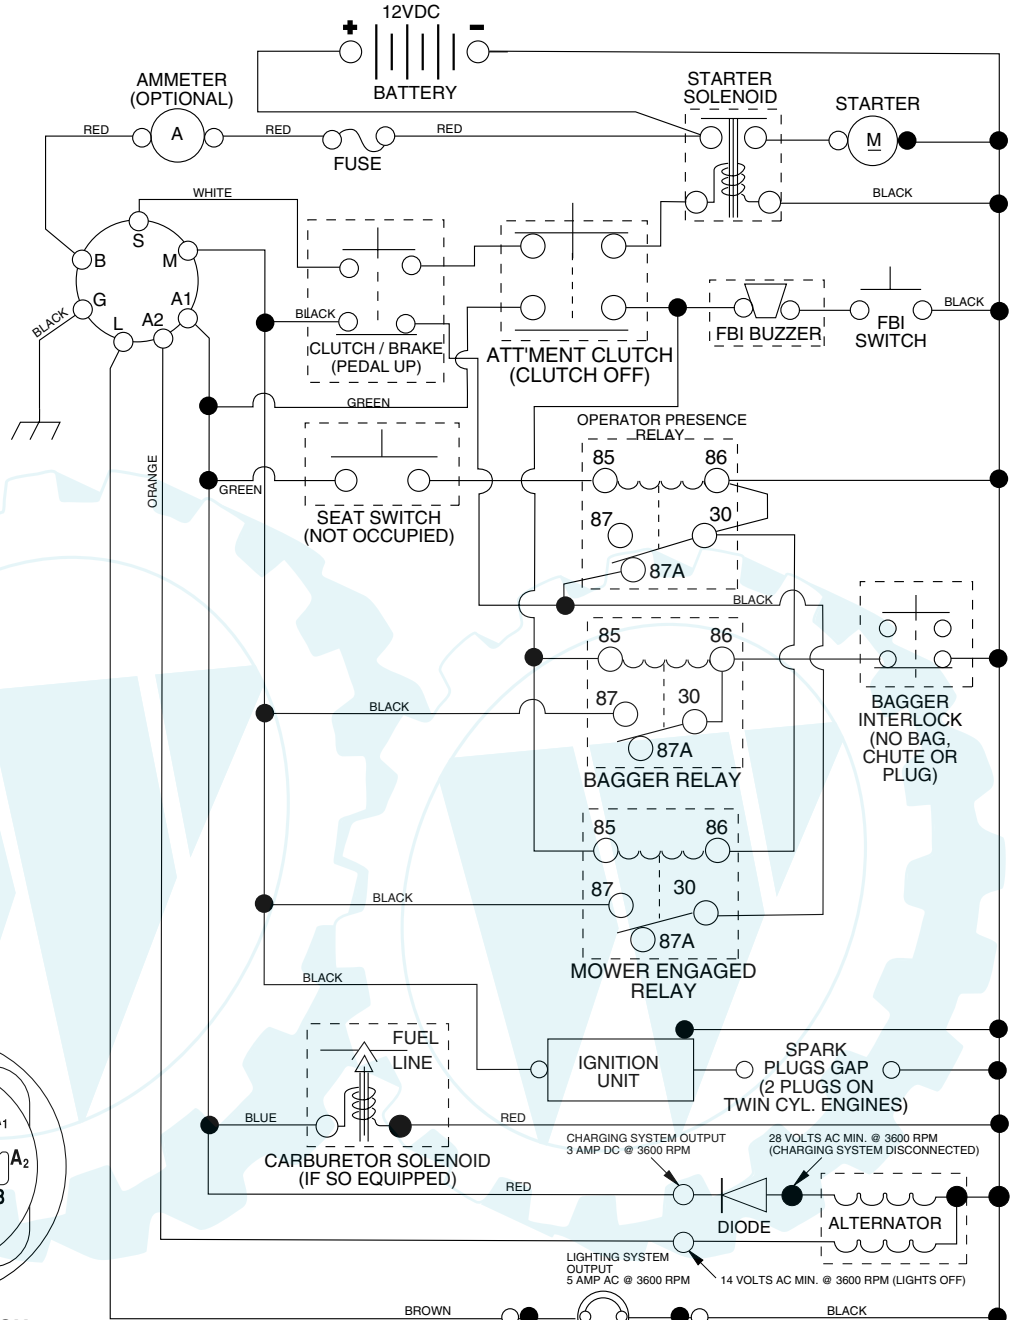 12VDC
+ -
BATTERY
AMMETER
(OPTIONAL)
STARTER
SOLENOID
STARTER
RED
A
RED
RED
M
FUSE
WHITE
BLACK
S
B
M
G
A1
L
A2
BLACK
BLACK
CLUTCH / BRAKE
(PEDAL UP)
ATT'MENT CLUTCH
(CLUTCH OFF)
FBI BUZZER
FBI
SWITCH
BLACK
GREEN
OPERATOR PRESENCE
RELAY
ORANGE
GREEN
SEAT SWITCH
(NOT OCCUPIED)
85
86
87
30
87A
BLACK
85
86
87
30
87A
BLACK
BAGGER RELAY
BAGGER
INTERLOCK
(NO BAG,
CHUTE OR
PLUG)
85
86
87
30
87A
BLACK
MOWER ENGAGED
RELAY
BLACK
FUEL
LINE
IGNITION
UNIT
SPARK
PLUGS GAP
(2 PLUGS ON
TWIN CYL. ENGINES)
BLUE
RED
CARBURETOR SOLENOID
(IF SO EQUIPPED)
CHARGING SYSTEM OUTPUT
3 AMP DC @ 3600 RPM
28 VOLTS AC MIN. @ 3600 RPM
(CHARGING SYSTEM DISCONNECTED)
A2
RED
DIODE
ALTERNATOR
LIGHTING SYSTEM
OUTPUT
5 AMP AC @ 3600 RPM
14 VOLTS AC MIN. @ 3600 RPM (LIGHTS OFF)
BROWN
BLACK